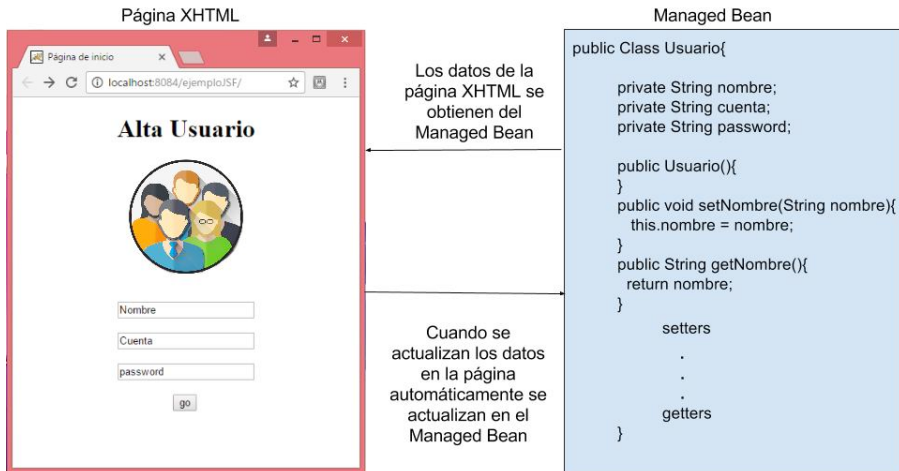 Página XHTML
Página de inicio
localhost:8084/ejemploJSF/
Alta Usuario
Nombre
Cuenta
password
go
Los datos de la
página XHTML se
obtienen del
Managed Bean
Cuando se
actualizan los datos
en la página
automáticamente se
actualizan en el
Managed Bean
Managed Bean
public Class Usuario{
private String nombre;
private String cuenta;
private String password;
public Usuario(){
}
public void setNombre(String nombre){
this.nombre = nombre;
}
public String getNombre(){
return nombre;
}
setters
.
.
.
getters
}